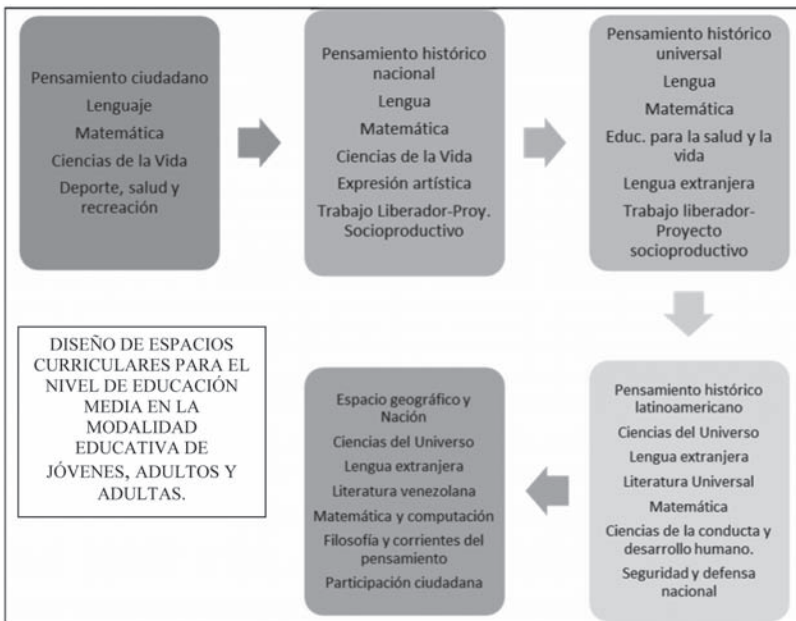 Pensamiento ciudadano
Lenguaje
Matemática
Ciencias de la Vida
Deporte, salud y
recreación
Pensamiento histórico
nacional
Lengua
Matemática
Ciencias de la Vida
Expresión artística
Trabajo Liberador-Proy.
Socioproductivo
Pensamiento histórico
universal
Lengua
Matemática
Educ. para la salud y la
vida
Lengua extranjera
Trabajo liberador-
Proyecto
socioproductivo
Pensamiento histórico
latinoamericano
Ciencias del Universo
Lengua extranjera
Literatura Universal
Matemática
Ciencias de la conducta y
desarrollo humano.
Seguridad y defensa
nacional
Espacio geográfico y
Nación
Ciencias del Universo
Lengua extranjera
Literatura venezolana
Matemática y computación
Filosofía y corrientes del
pensamiento
Participación ciudadana
DISEÑO DE ESPACIOS
CURRICULARES PARA EL
NIVEL DE EDUCACIÓN
MEDIA EN LA
MODALIDAD
EDUCATIVA DE
JÓVENES, ADULTOS Y
ADULTAS.